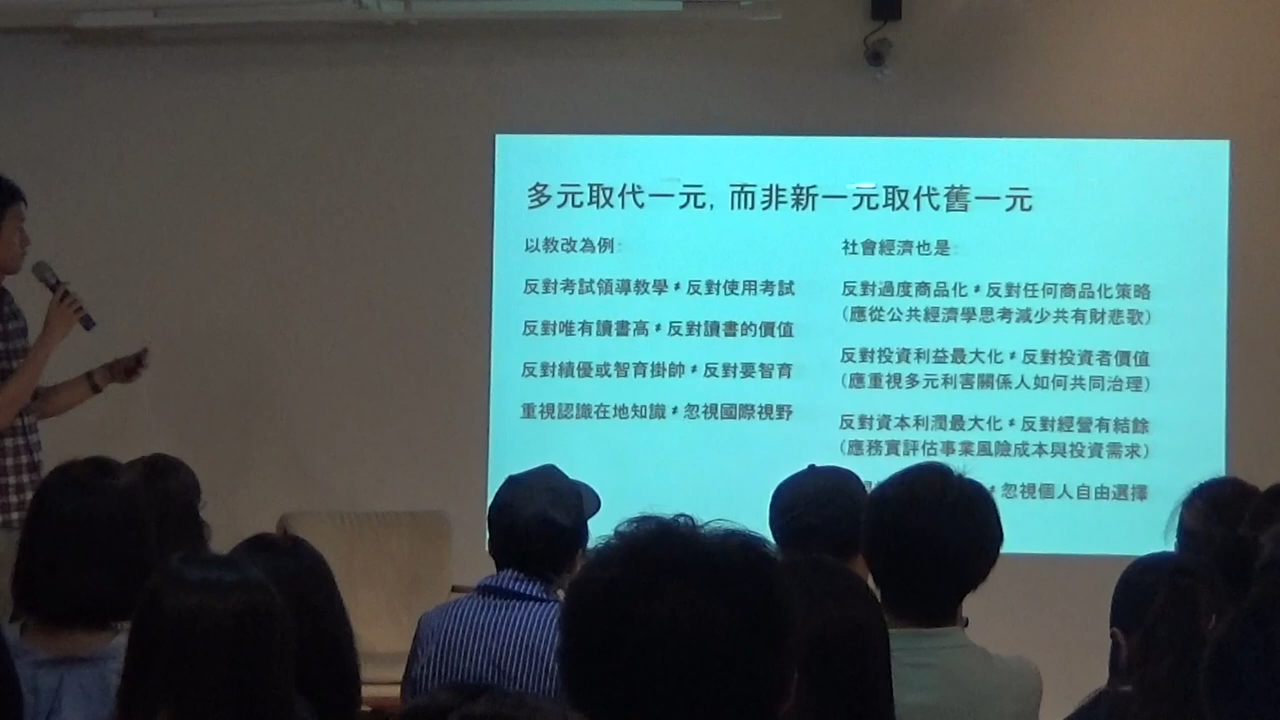 多元取代一元, 而非新一元取代舊一元
以教改為例:
反對考試領導教學 ≠ 反對使用考試
反對唯有讀書高 ≠ 反對讀書的價值
反對績優或智育掛帥 ≠ 反對要智育
重視認識在地知識 ≠ 忽視國際視野
社會經濟也是:
反對過度商品化 ≠ 反對任何商品化策略
(應從公共經濟學思考減少共有財悲歌)
反對投資利益最大化 ≠ 反對投資者價值
(應重視多元利害關係人如何共同治理)
反對資本利潤最大化 ≠ 反對經營有結餘
(應務實評估事業風險成本與投資需求)
≠ 忽視個人自由選擇